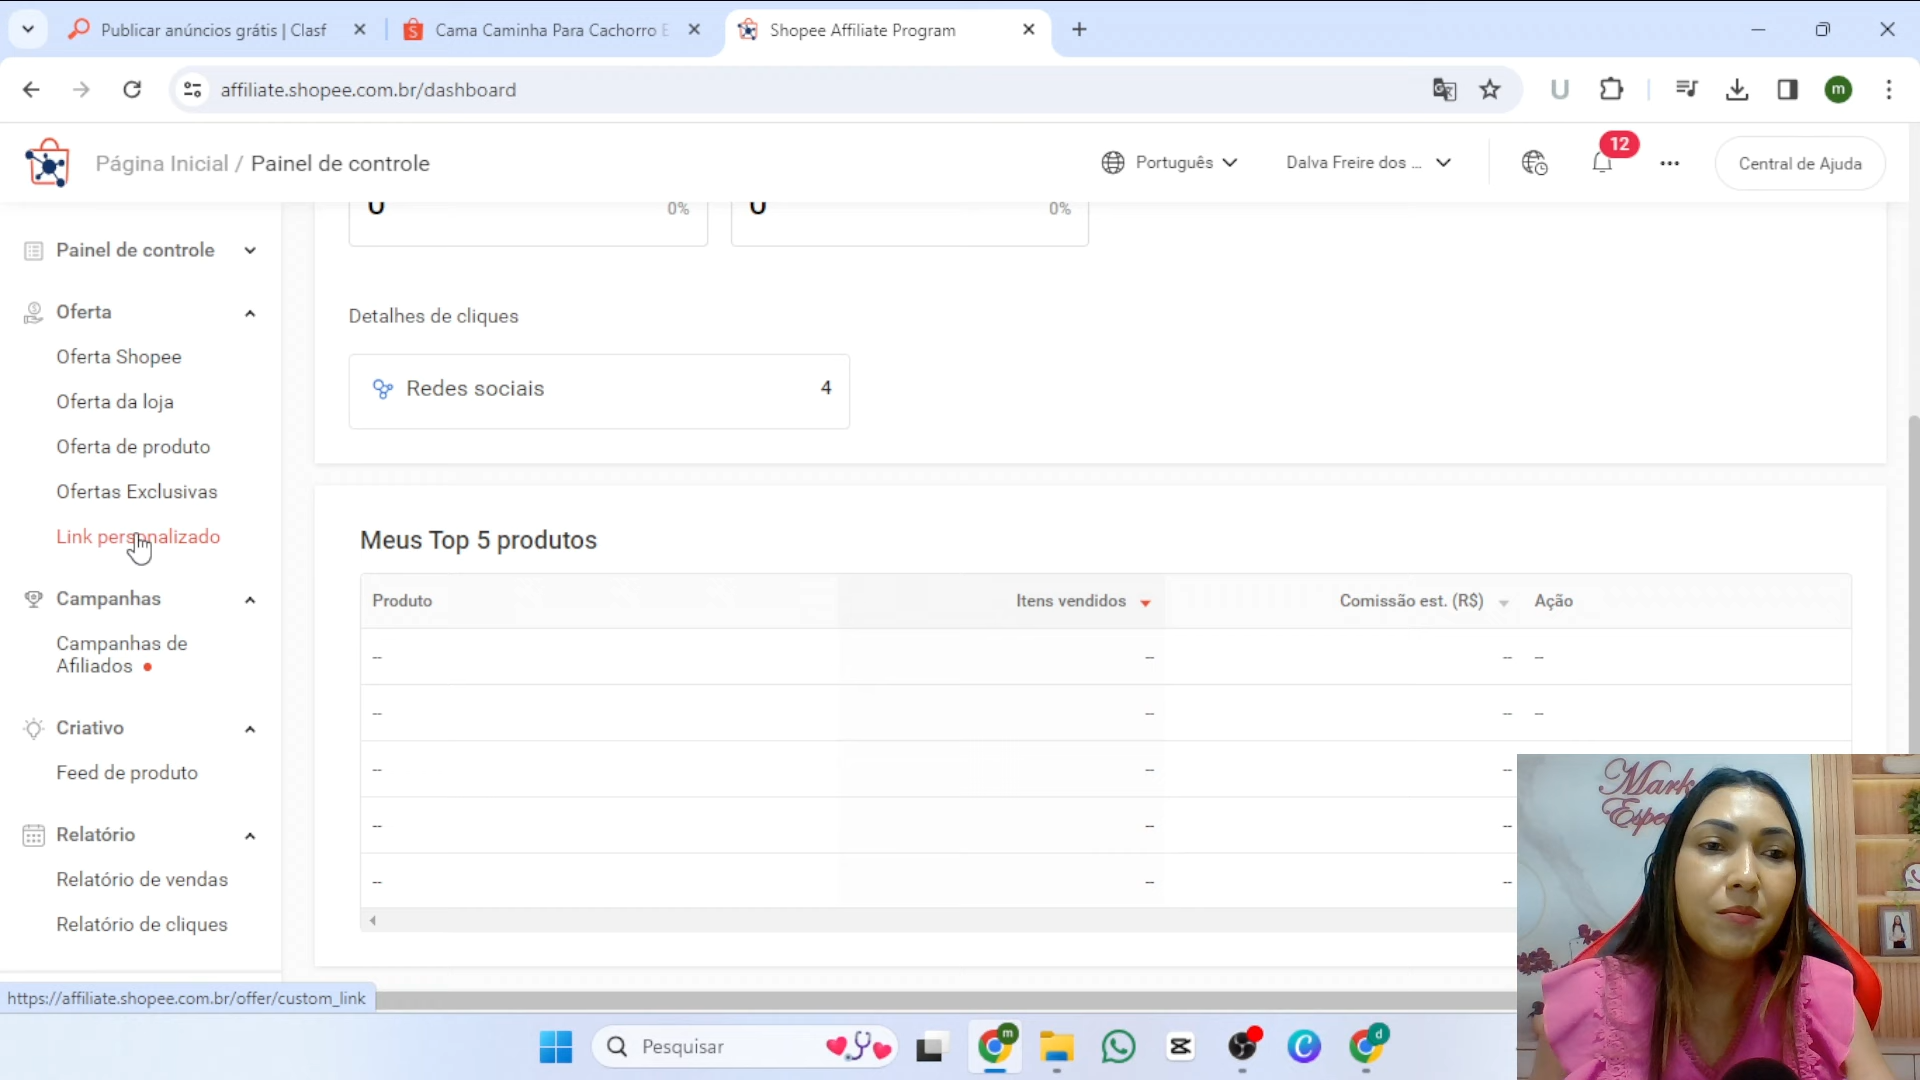 Publicar anúncios grátis | Clasf
Cama Caminha Para Cachorro E
Shopee Affiliate Program
affiliate.shopee.com.br/dashboard
m
Página Inicial / Painel de controle
Português
Dalva Freire dos ...
12
Central de Ajuda
Painel de controle
Oferta
Oferta Shopee
Oferta da loja
Oferta de produto
Ofertas Exclusivas
Link personalizado
Campanhas
Campanhas de
Afiliados
Criativo
Feed de produto
Relatório
Relatório de vendas
Relatório de cliques
0 0%
0 0%
Detalhes de cliques
Redes sociais 4
Meus Top 5 produtos
Produto Itens vendidos Comissão est. (R$) Ação
-- -- -- --
-- -- -- --
-- -- --
-- -- --
-- -- --
https://affiliate.shopee.com.br/offer/custom_link
Pesquisar
m
d